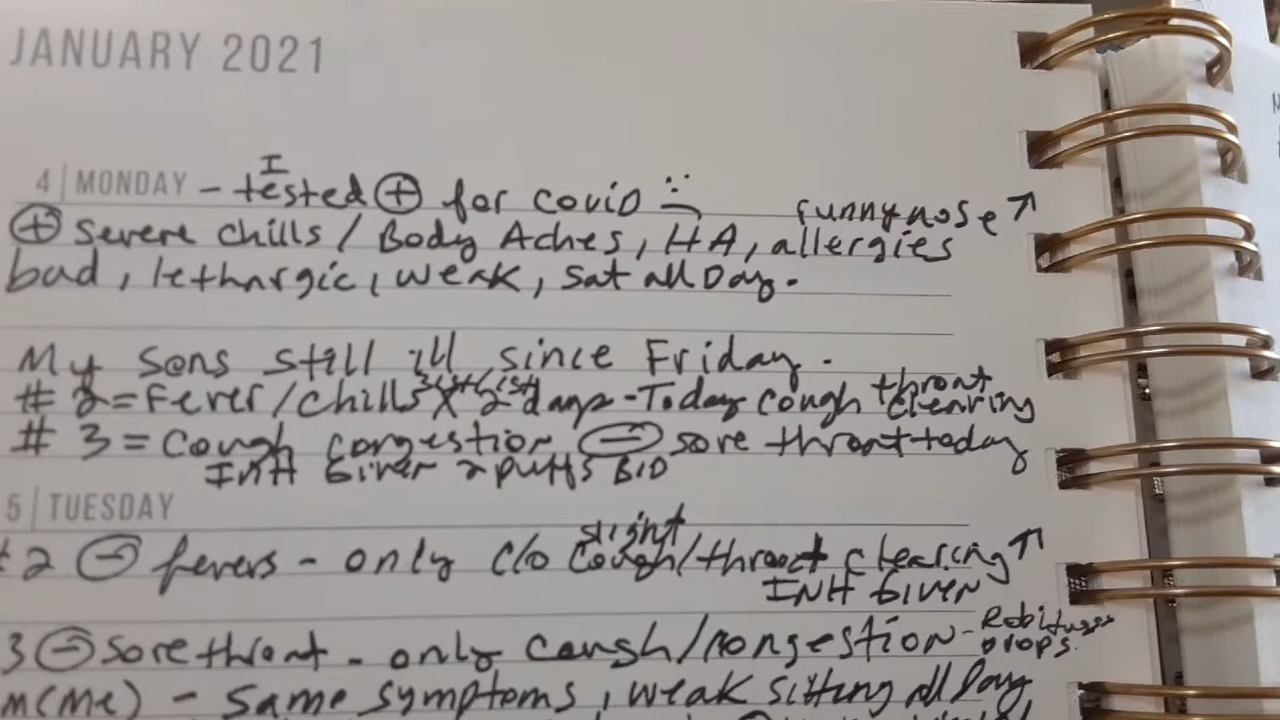 JANUARY 2021
4 | MONDAY - I tested ⊕ for covid
runny nose ↗
⊕ severe chills / Body Aches, HA, allergies
bad, lethargic, weak, sat all Day.
My sons still ill since Friday.
# 2 = Fever / chills X 2 days - Today cough throat clearing
# 3 = Cough congestion ⊖ sore throat today
INH Given 2 puffs BID
5 | TUESDAY
#2 ⊖ fevers - only c/o slight cough / throat clearing ↗
INH Given
3 ⊖ sore throat - only cough / congestion - Robitussin Drops.
m (Me) - Same symptoms, weak sitting all Day